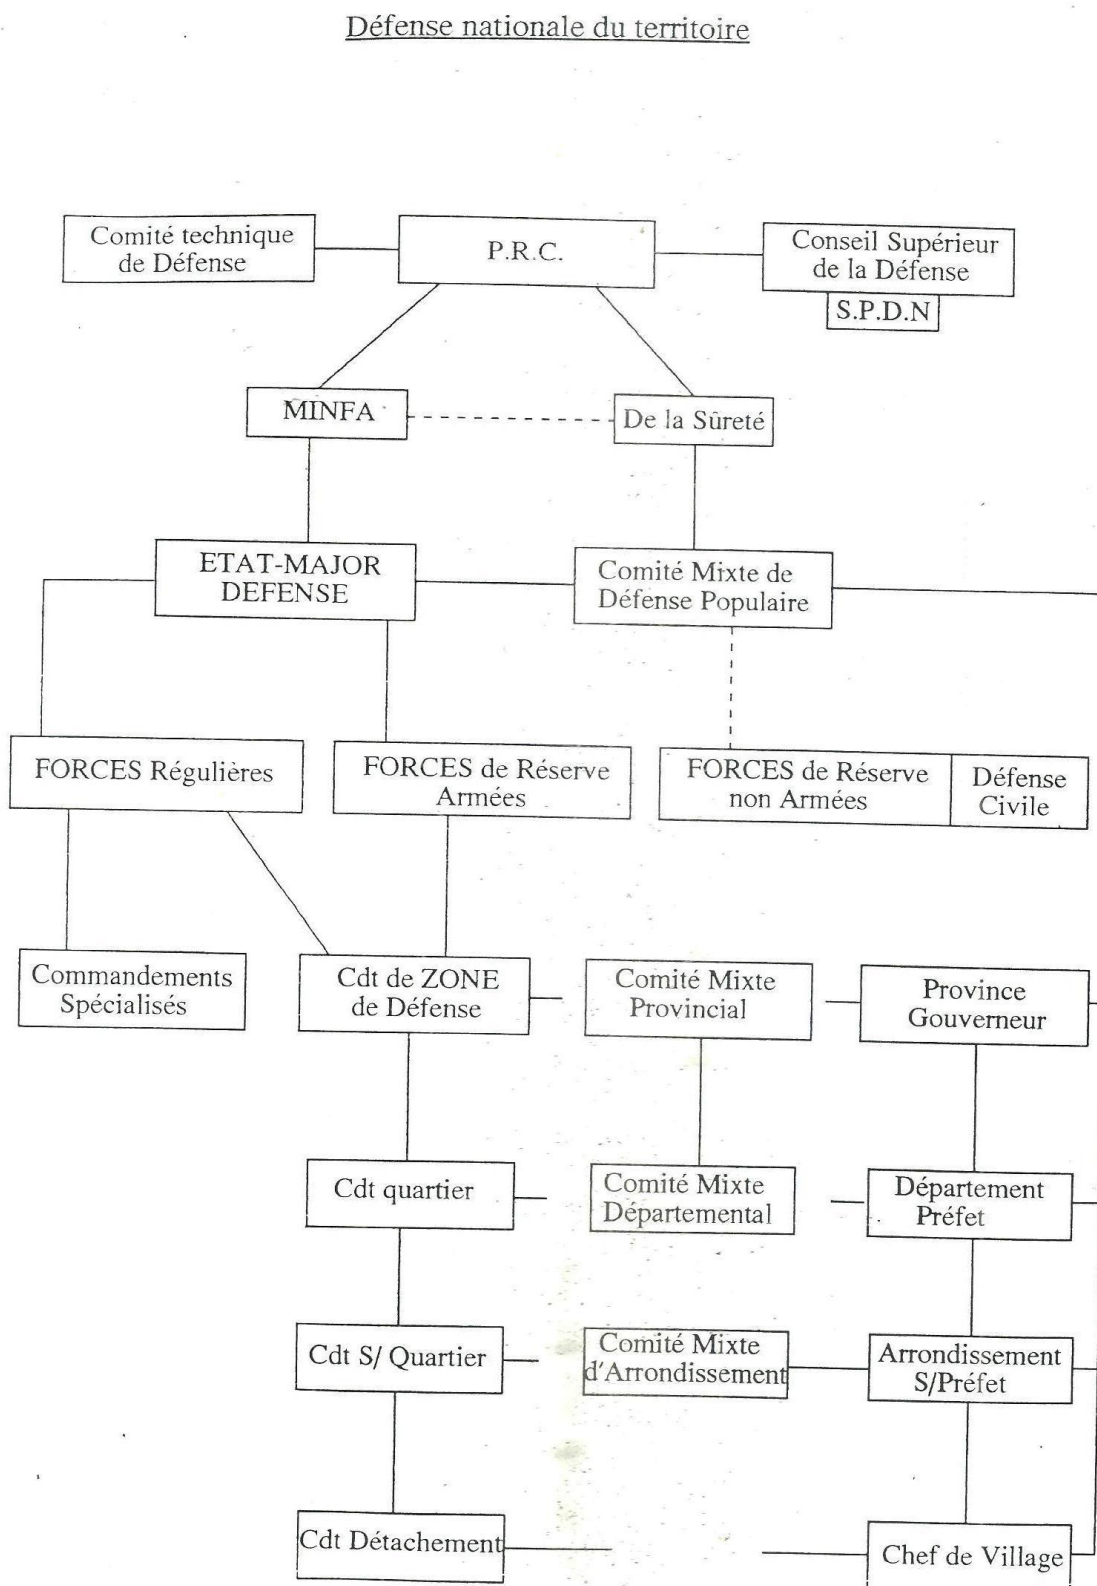 Défense nationale du territoire
Comité technique
de Défense
P.R.C.
Conseil Supérieur
de la Défense
S.P.D.N
MINFA
De la Sûreté
ETAT-MAJOR
DEFENSE
Comité Mixte de
Défense Populaire
FORCES Régulières
FORCES de Réserve
Armées
FORCES de Réserve
non Armées
Défense
Civile
Commandements
Spécialisés
Cdt de ZONE
de Défense
Comité Mixte
Provincial
Province
Gouverneur
Cdt quartier
Comité Mixte
Départemental
Département
Préfet
Cdt S/ Quartier
Comité Mixte
d'Arrondissement
Arrondissement
S/Préfet
Cdt Détachement
Chef de Village